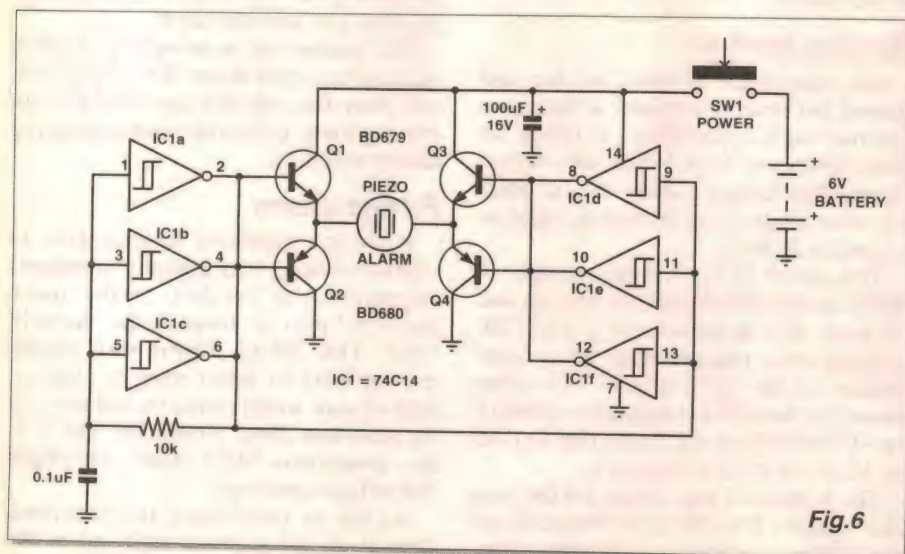 IC1a
1
2
IC1b
3
4
IC1c
5
6
10k
0.1uF
BD679
Q1
Q2
PIEZO
ALARM
BD680
IC1 = 74C14
100uF
16V
+
Q3
Q4
14
8
9
IC1d
10
11
IC1e
12
13
7
IC1f
SW1
POWER
+
6V
BATTERY
+
Fig.6